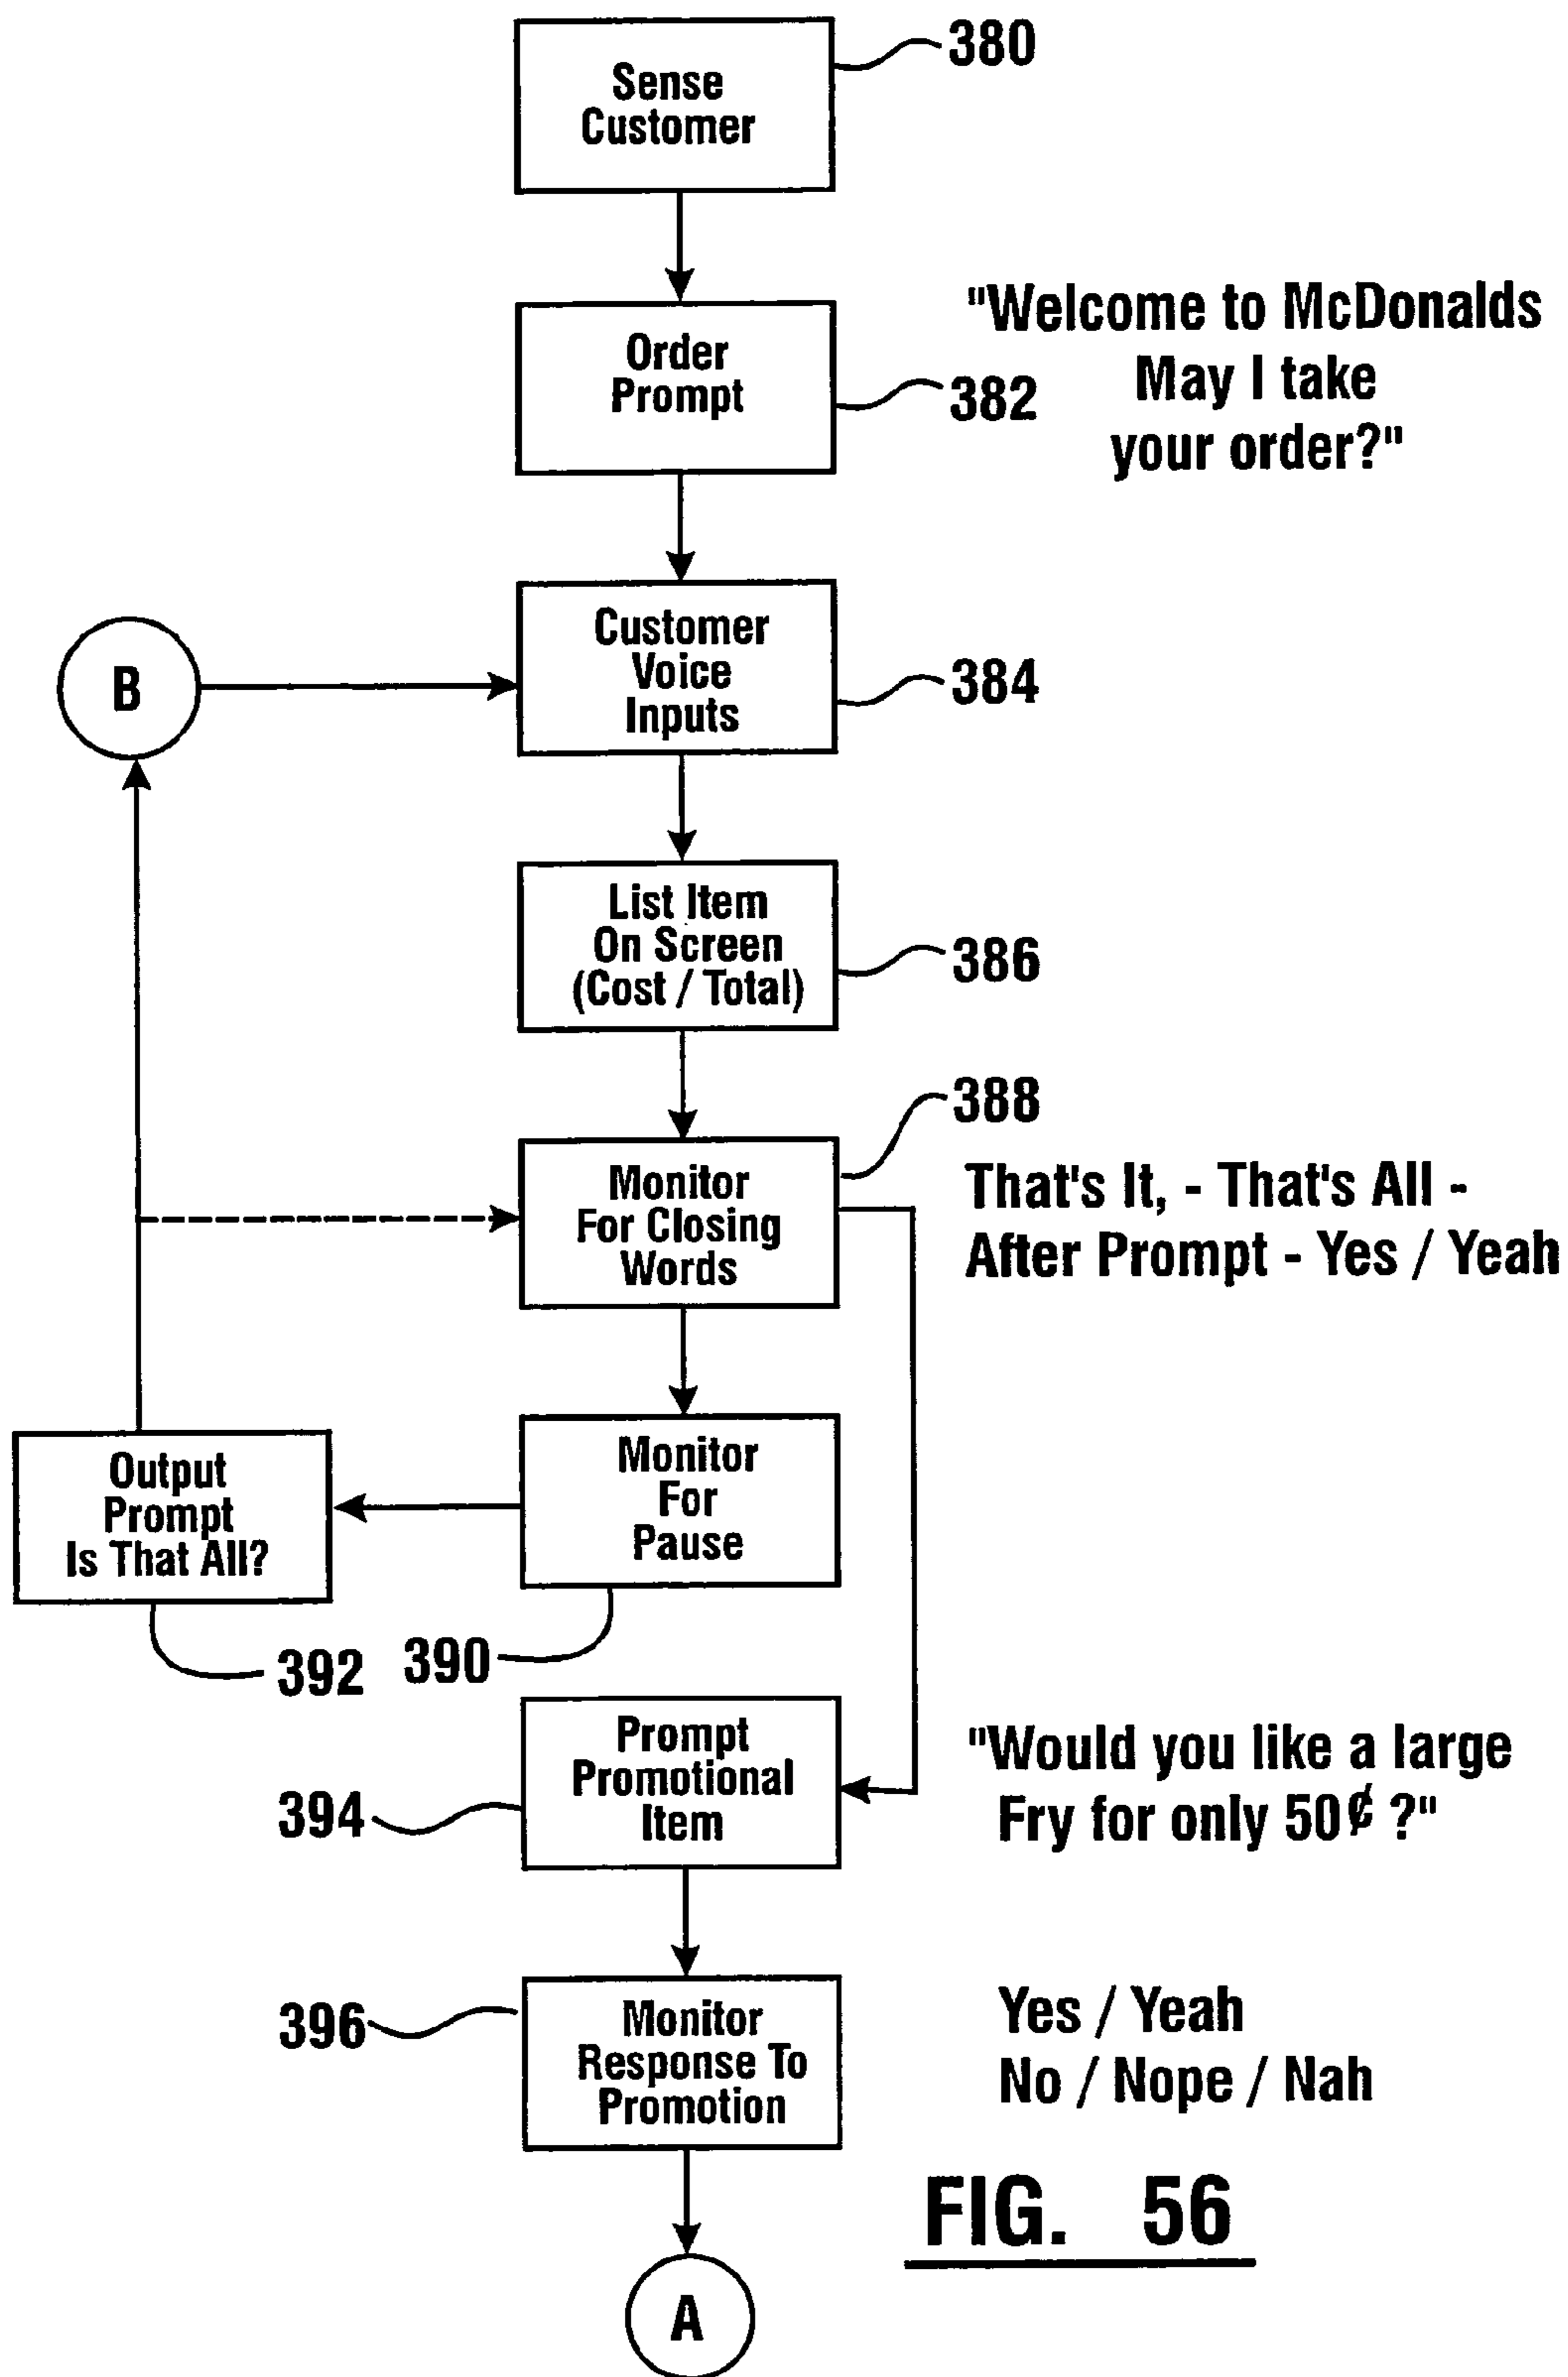 Sense
Customer
380
Order
Prompt
382
"Welcome to McDonalds
May I take
your order?"
B
Customer
Voice
Inputs
384
List Item
On Screen
(Cost / Total)
386
Monitor
For Closing
Words
388
That's It, - That's All -
After Prompt - Yes / Yeah
Output
Prompt
Is That All?
392
Monitor
For
Pause
390
Prompt
Promotional
Item
394
"Would you like a large
Fry for only 50¢ ?"
Monitor
Response To
Promotion
396
Yes / Yeah
No / Nope / Nah
A
FIG. 56